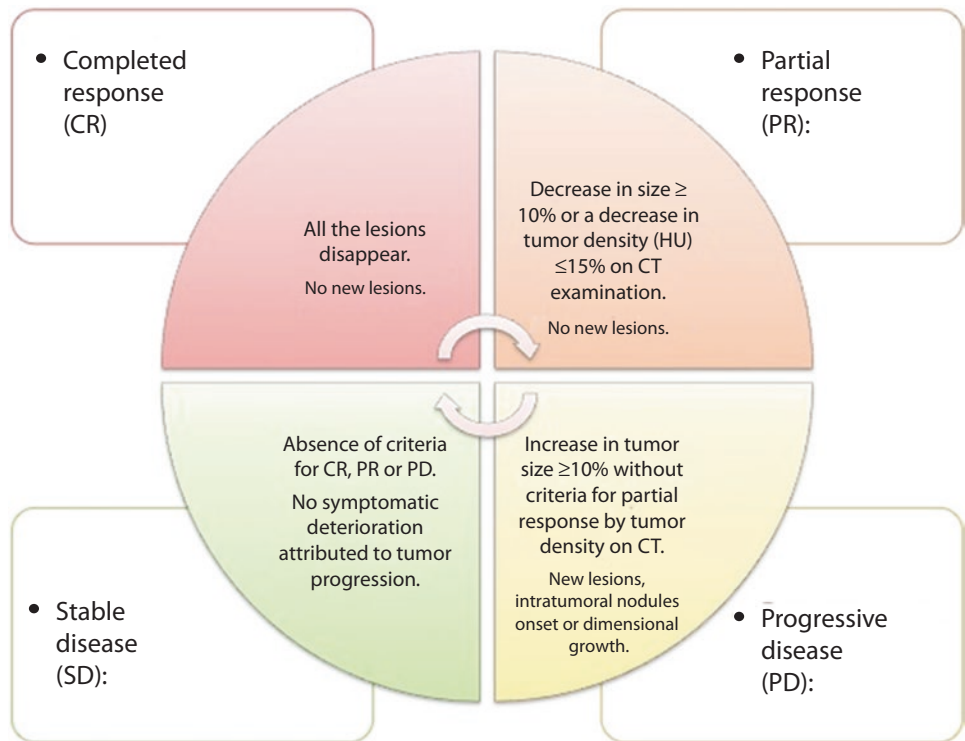 • Completed
response
(CR)
All the lesions
disappear.
No new lesions.
• Partial
response
(PR):
Decrease in size ≥
10% or a decrease in
tumor density (HU)
≤15% on CT
examination.
No new lesions.
Absence of criteria
for CR, PR or PD.
No symptomatic
deterioration
attributed to tumor
progression.
• Stable
disease
(SD):
Increase in tumor
size ≥10% without
criteria for partial
response by tumor
density on CT.
New lesions,
intratumoral nodules
onset or dimensional
growth.
• Progressive
disease
(PD):